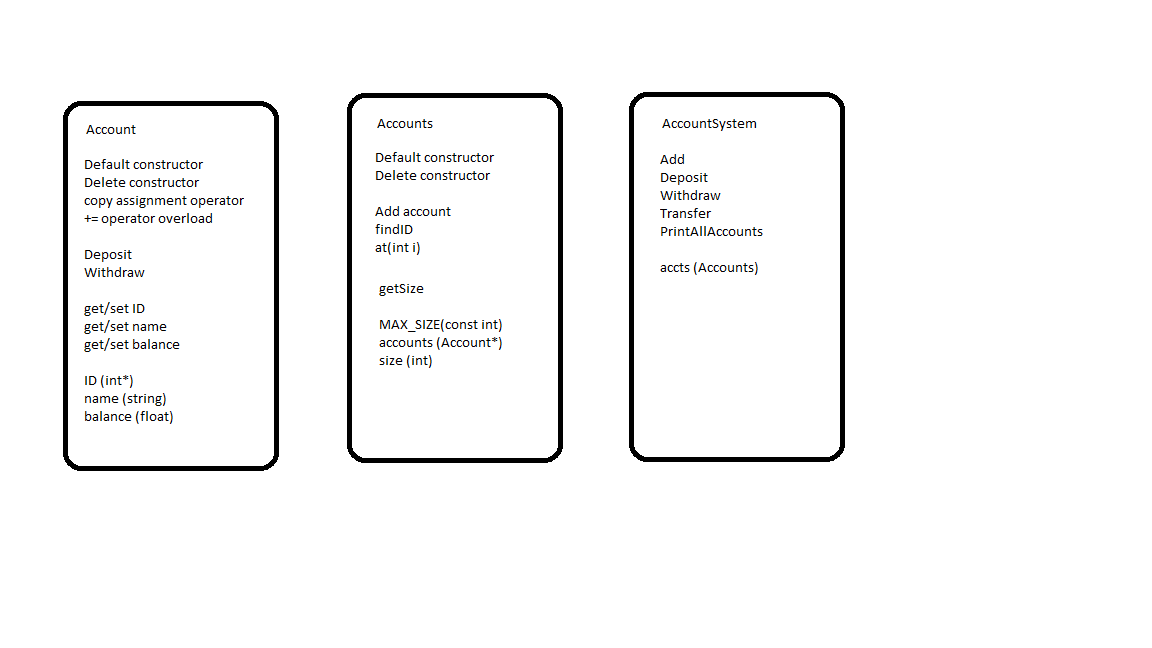 Account
Default constructor
Delete constructor
copy assignment operator
+= operator overload
Deposit
Withdraw
get/set ID
get/set name
get/set balance
ID (int*)
name (string)
balance (float)
Accounts
Default constructor
Delete constructor
Add account
findID
at(int i)
getSize
MAX_SIZE(const int)
accounts (Account*)
size (int)
AccountSystem
Add
Deposit
Withdraw
Transfer
PrintAllAccounts
accts (Accounts)